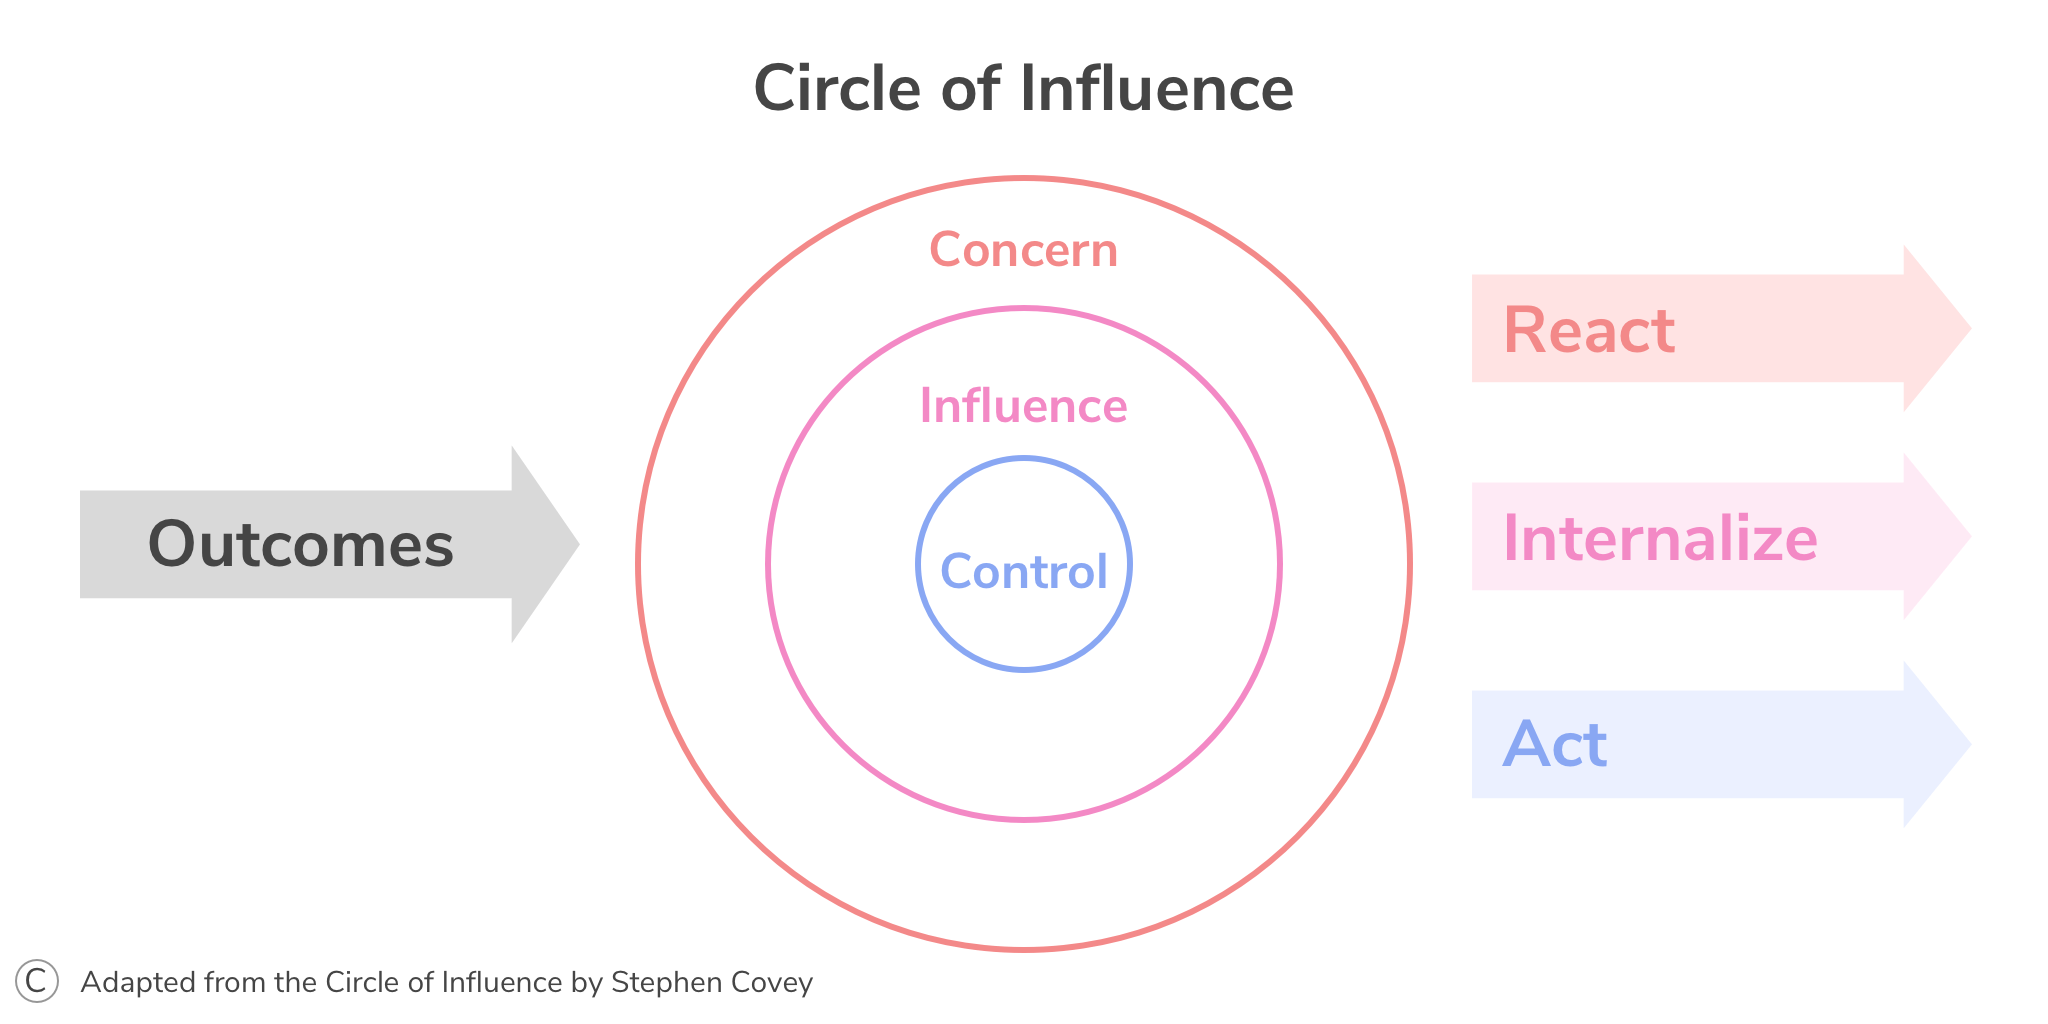 Circle of Influence
Outcomes
Concern
Influence
Control
React
Internalize
Act
C Adapted from the Circle of Influence by Stephen Covey